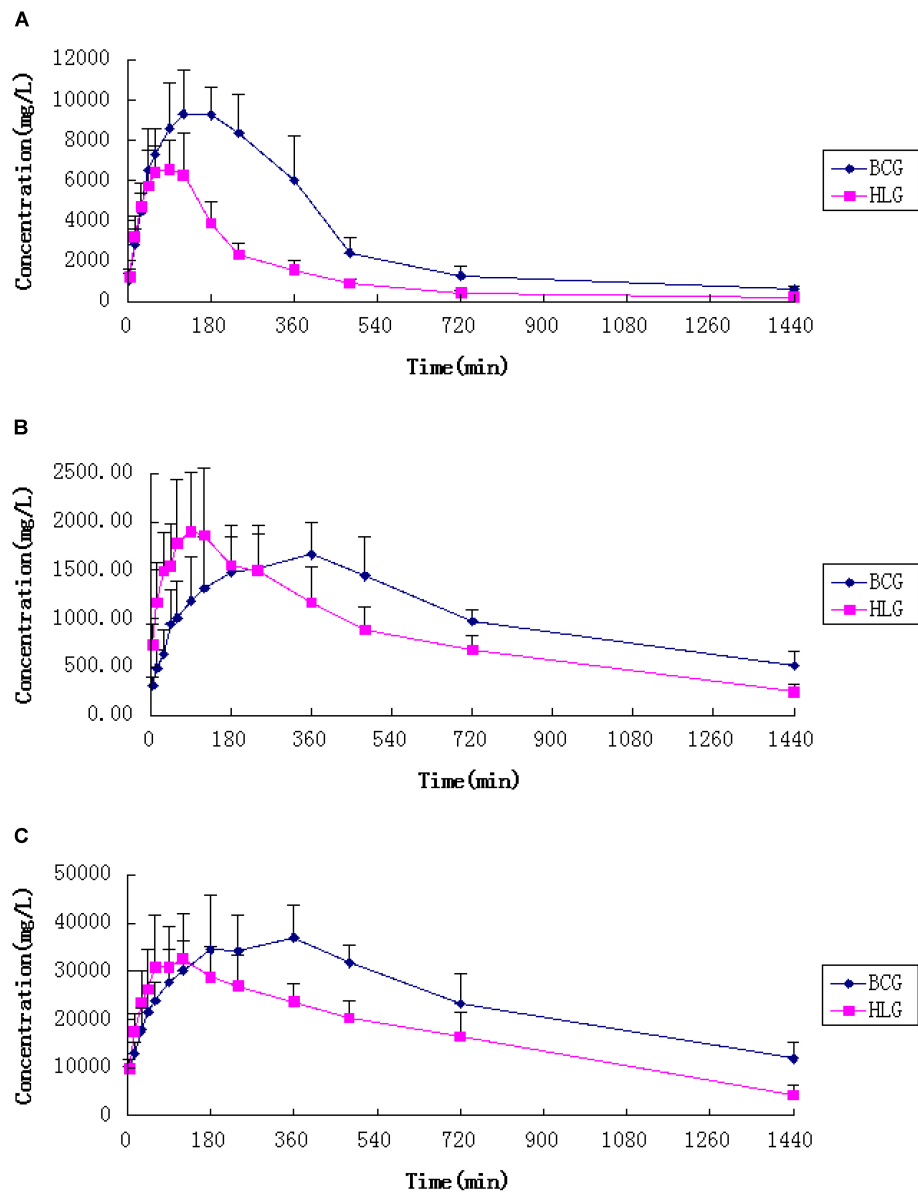 A
Concentration(mg/L)
12000
10000
8000
6000
4000
2000
0
0 180 360 540 720 900 1080 1260 1440
Time(min)
BCG
HLG
B
Concentration(mg/L)
2500.00
2000.00
1500.00
1000.00
500.00
0.00
0 180 360 540 720 900 1080 1260 1440
Time(min)
BCG
HLG
C
Concentration(mg/L)
50000
40000
30000
20000
10000
0
0 180 360 540 720 900 1080 1260 1440
Time(min)
BCG
HLG